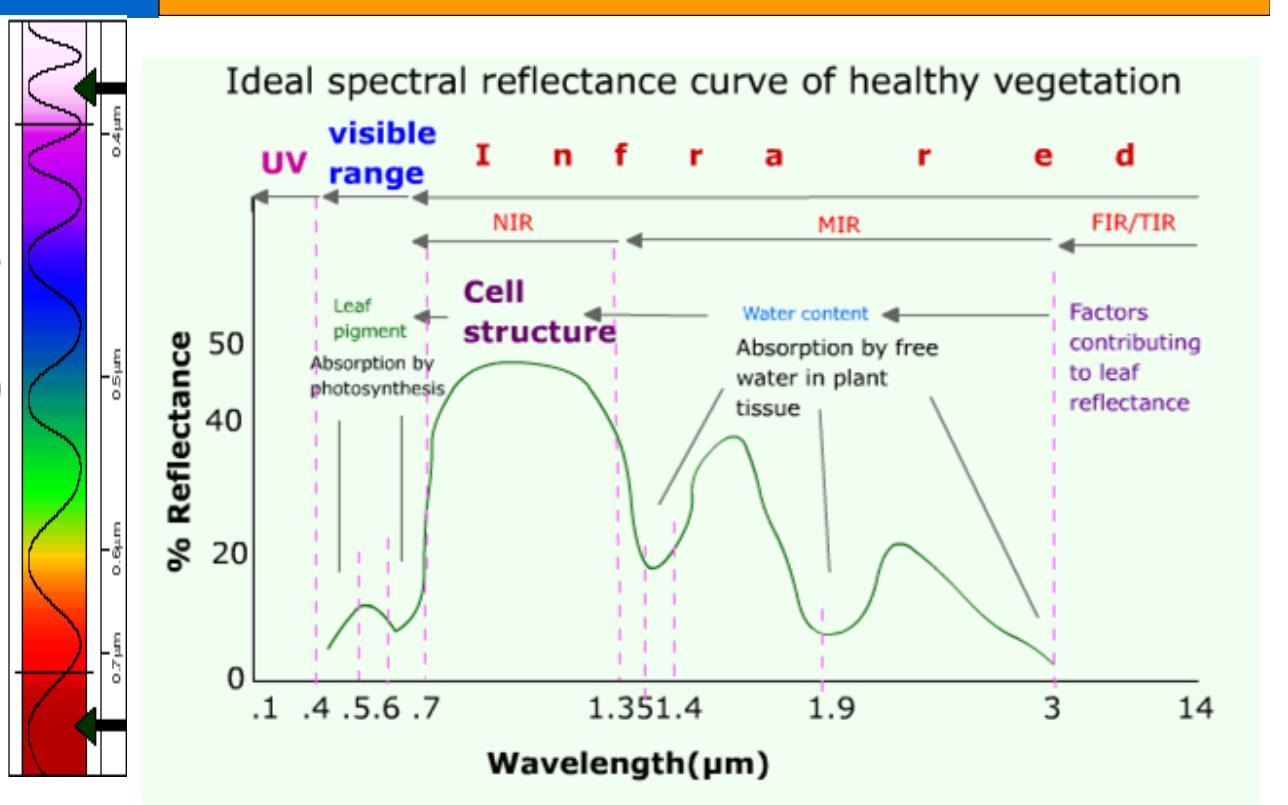 Ideal spectral reflectance curve of healthy vegetation
UV
visible
range
I n f r a r e d
NIR
MIR
FIR/TIR
Leaf
pigment
Cell
structure
Water content
Factors
contributing
to leaf
reflectance
Absorption by
photosynthesis
Absorption by free
water in plant
tissue
% Reflectance
50
40
20
0
.1 .4 .5.6 .7 1.351.4 1.9 3 14
Wavelength(μm)
0.4μm
0.5μm
0.6μm
0.7μm